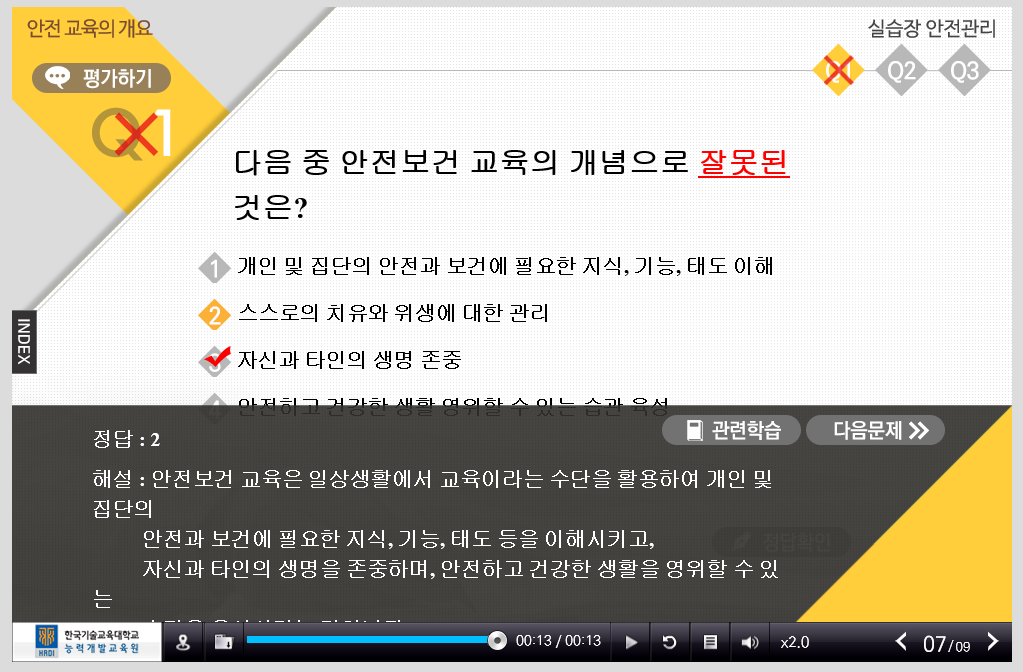 안전 교육의 개요
실습장 안전관리
평가하기
Q1
Q1 Q2 Q3
다음 중 안전보건 교육의 개념으로 잘못된
것은?
1 개인 및 집단의 안전과 보건에 필요한 지식, 기능, 태도 이해
2 스스로의 치유와 위생에 대한 관리
3 자신과 타인의 생명 존중
4 안전하고 건강한 생활 영위할 수 있는 습관 육성
INDEX
관련학습 다음문제
정답 : 2
해설 : 안전보건 교육은 일상생활에서 교육이라는 수단을 활용하여 개인 및
집단의
안전과 보건에 필요한 지식, 기능, 태도 등을 이해시키고,
정답확인
자신과 타인의 생명을 존중하며, 안전하고 건강한 생활을 영위할 수 있
는
HRDI 한국기술교육대학교
능력개발교육원
00:13 / 00:13
x2.0
07/09